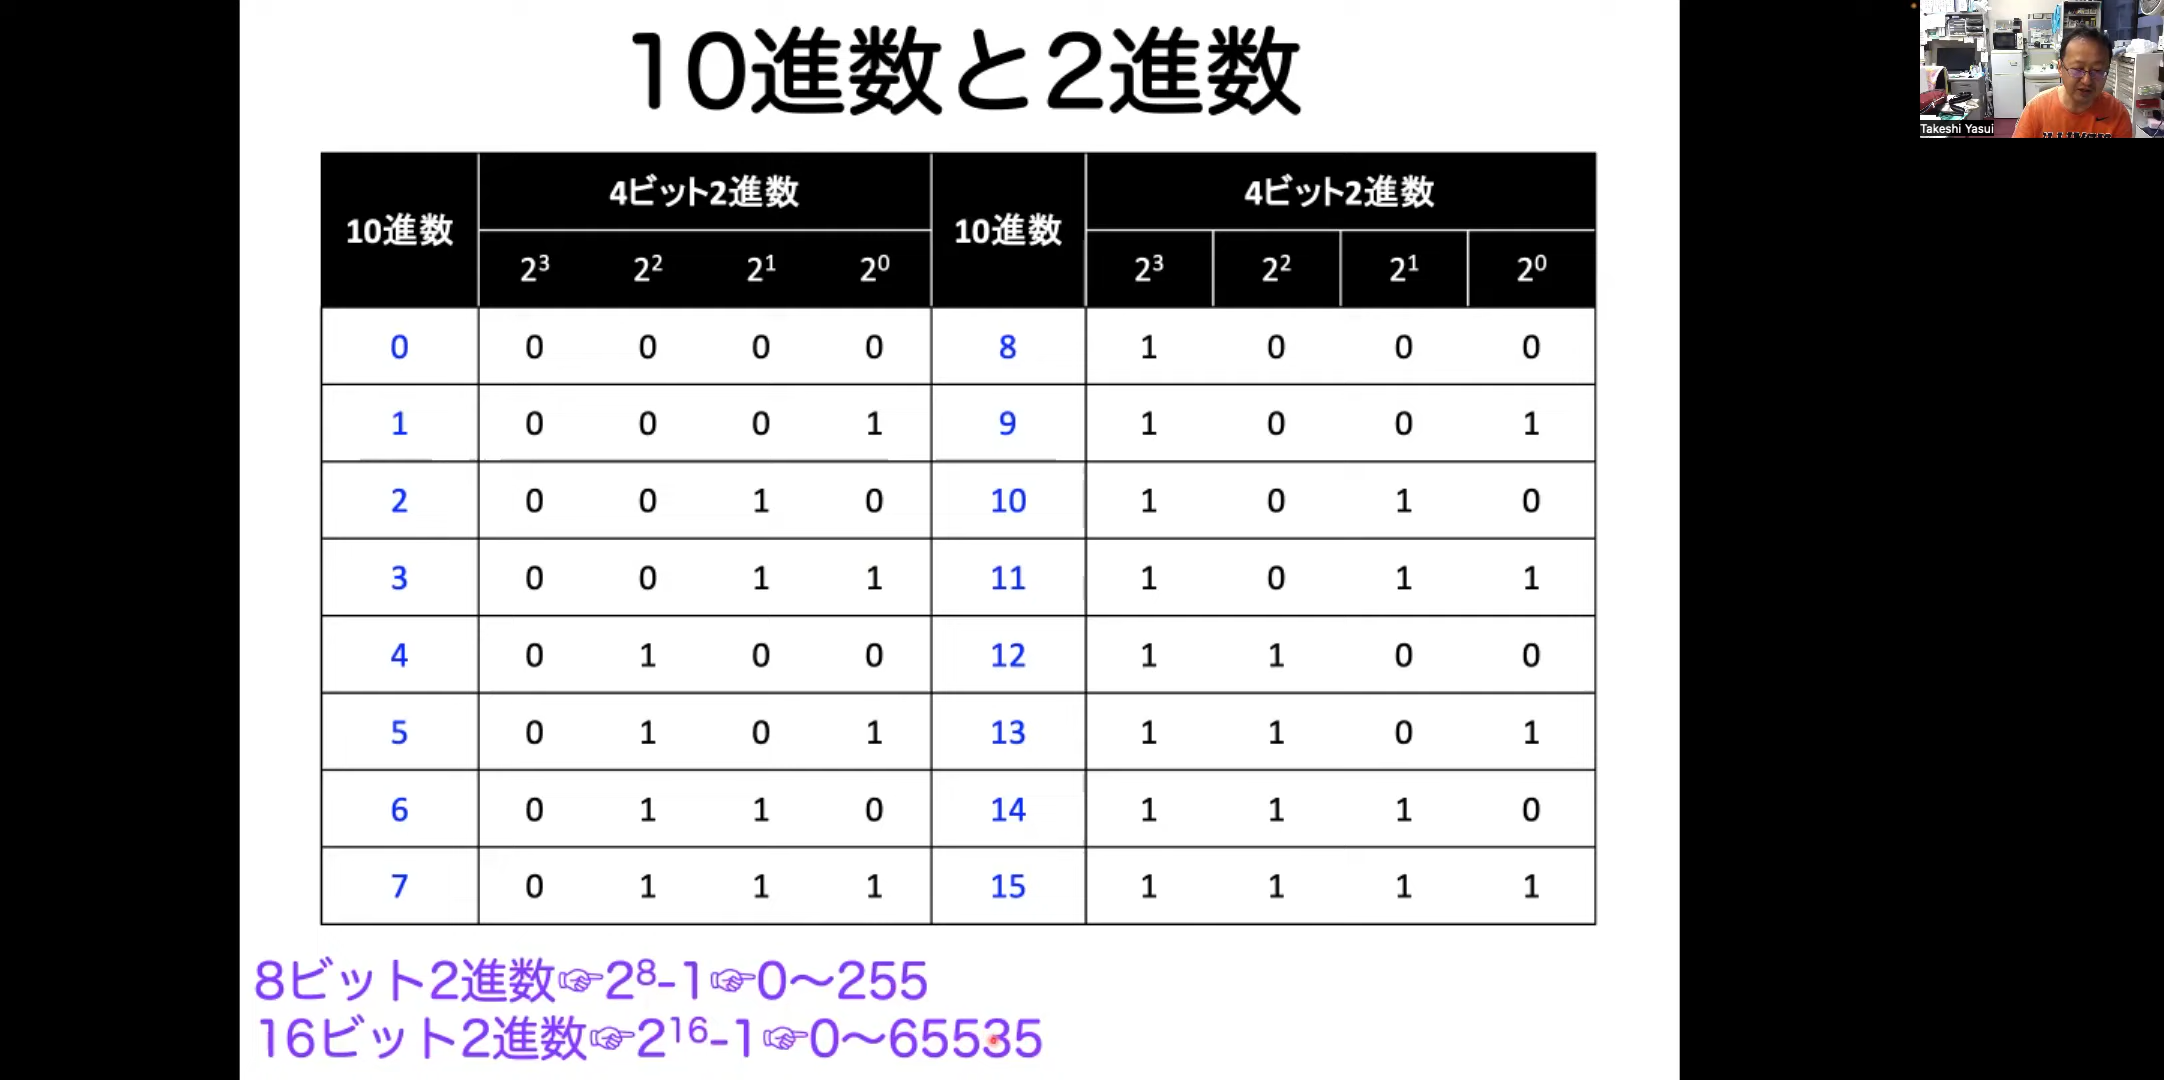 10進数と2進数
10進数 4ビット2進数 10進数 4ビット2進数
2³ 2² 2¹ 2⁰ 2³ 2² 2¹ 2⁰
0 0 0 0 0 8 1 0 0 0
1 0 0 0 1 9 1 0 0 1
2 0 0 1 0 10 1 0 1 0
3 0 0 1 1 11 1 0 1 1
4 0 1 0 0 12 1 1 0 0
5 0 1 0 1 13 1 1 0 1
6 0 1 1 0 14 1 1 1 0
7 0 1 1 1 15 1 1 1 1
8ビット2進数☞2⁸-1☞0〜255
16ビット2進数☞2¹⁶-1☞0〜65535
Takeshi Yasui